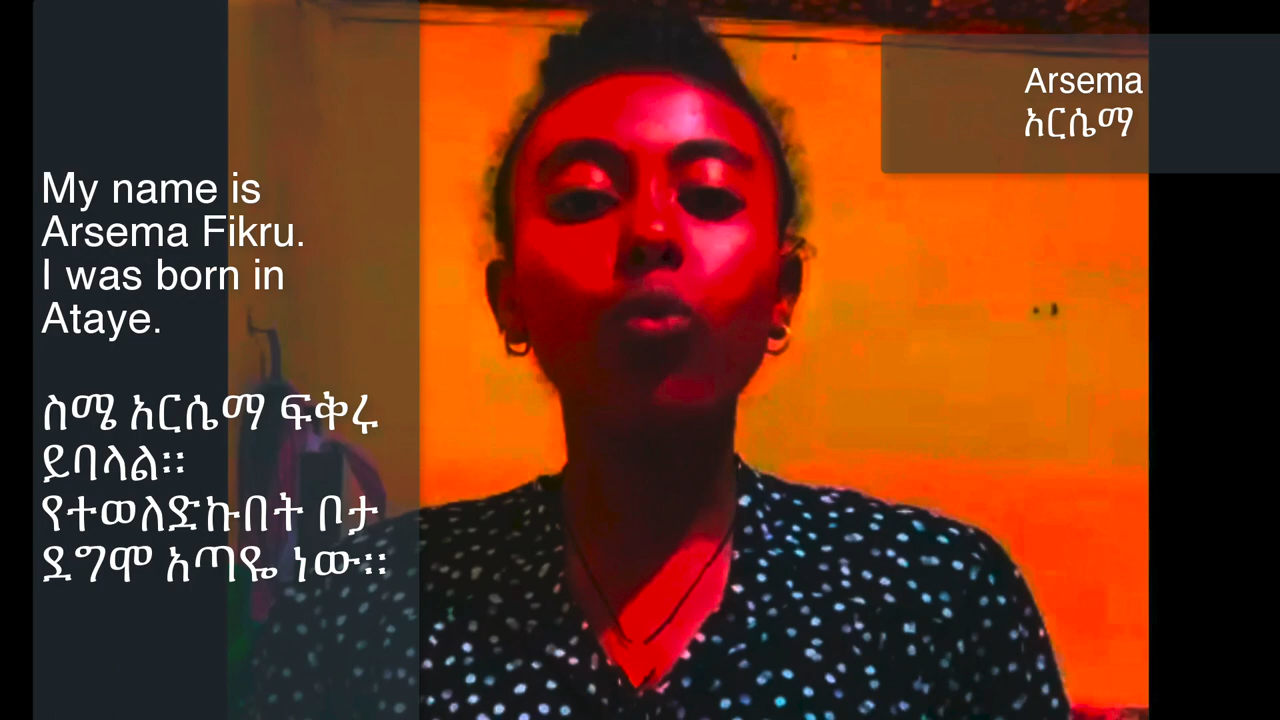 My name is
Arsema Fikru.
I was born in
Ataye.
ስሜ አርሴማ ፍቅሩ
ይባላል፡፡
የተወለድኩበት ቦታ
ደግሞ አጣዬ ነው፡፡
Arsema
አርሴማ